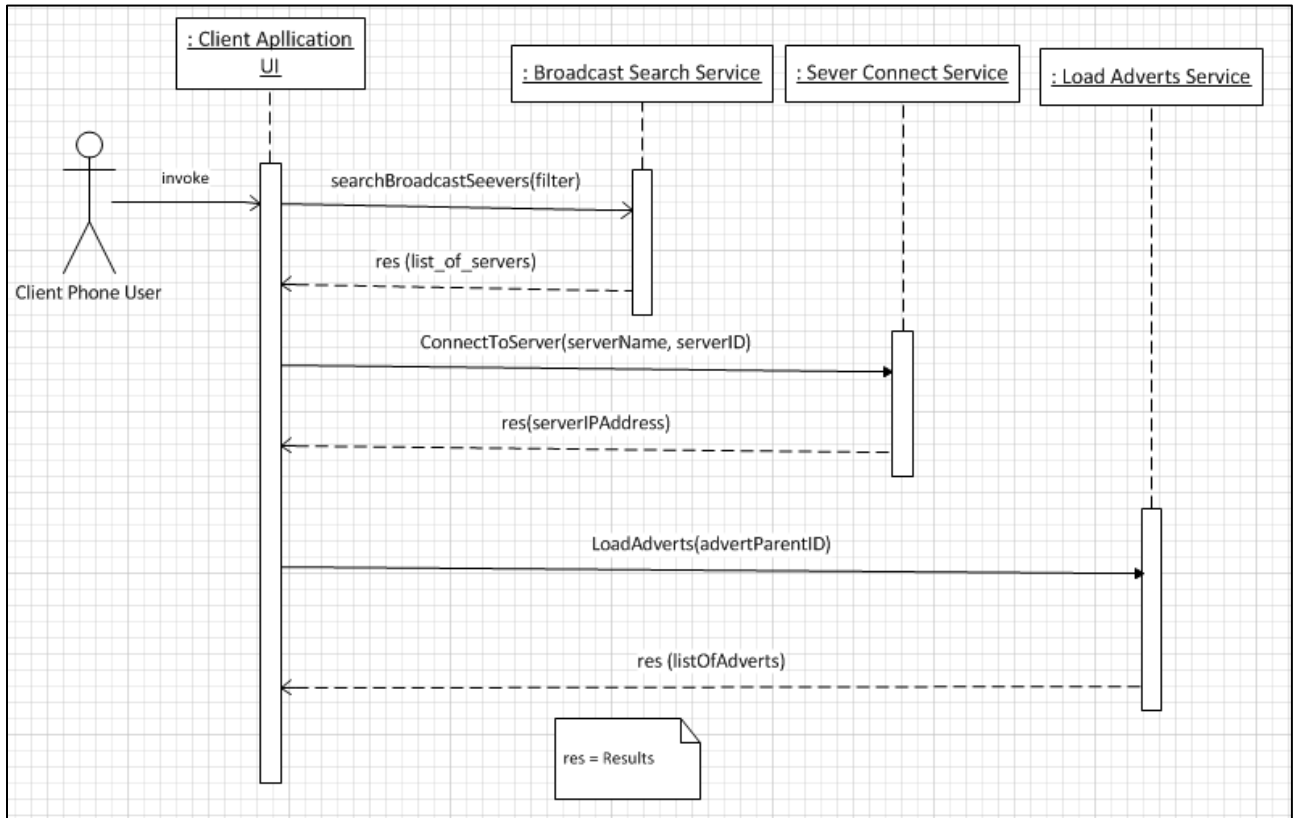 : Client Apllication
UI
: Broadcast Search Service
: Sever Connect Service
: Load Adverts Service
invoke
searchBroadcastSeevers(filter)
res (list_of_servers)
Client Phone User
ConnectToServer(serverName, serverID)
res(serverIPAddress)
LoadAdverts(advertParentID)
res (listOfAdverts)
res = Results